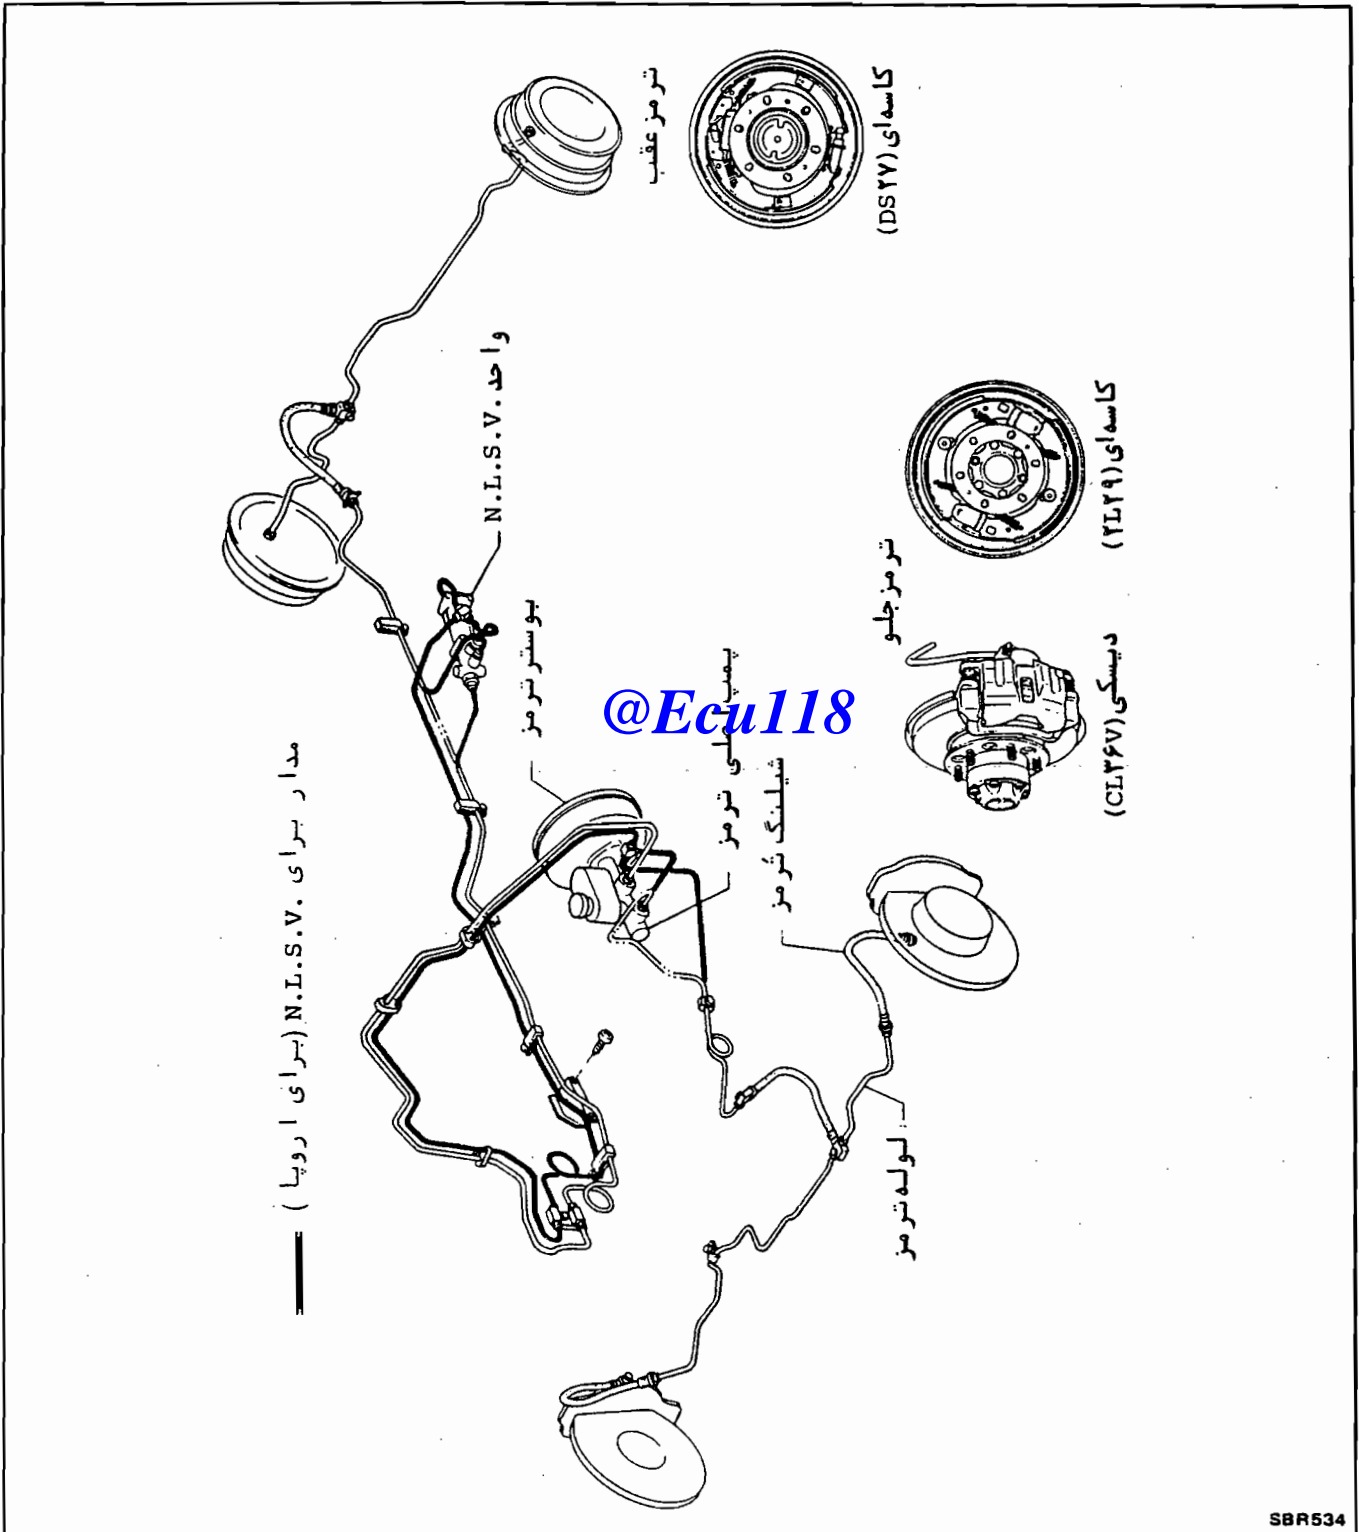 ترمز عقب
کاسه‌ای (DS۲۷)
واحد N.L.S.V.
کاسه‌ای (۲L۲۹)
ترمز جلو
دیسکی (CL۳۶V)
بوستر ترمز
پمپ اصلی ترمز
شیلنگ ترمز
@Ecu118
مدار برای N.L.S.V. (برای اروپا)
لوله ترمز
SBR534